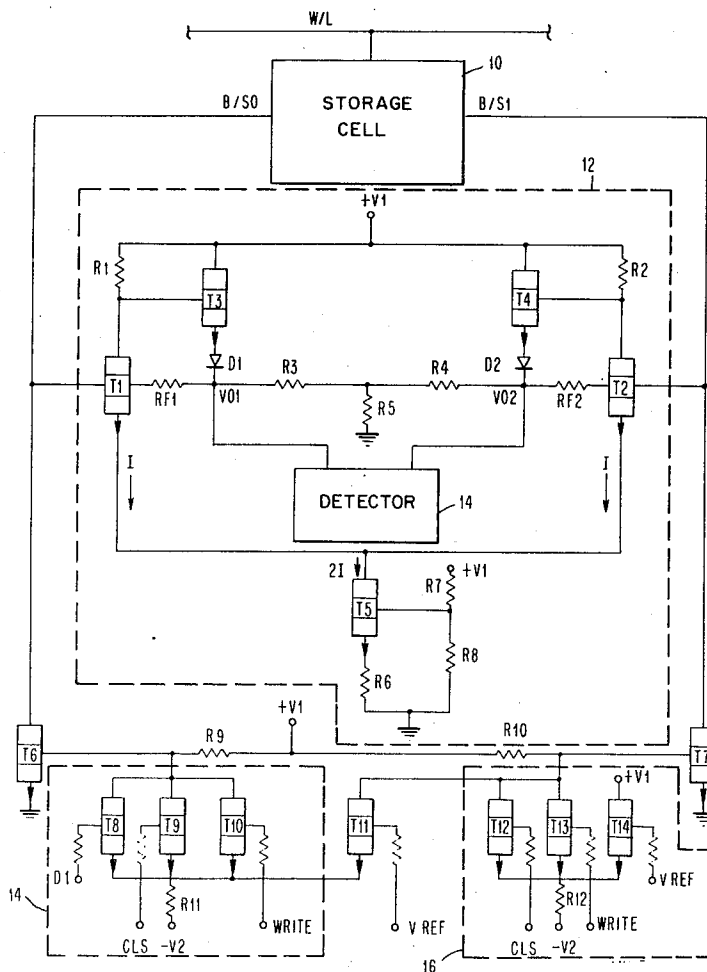 W/L
10
B/S0
STORAGE
CELL
B/S1
12
+V1
R1
R2
T3
T4
D1
D2
R3
R4
T1
T2
RF1
V01
V02
RF2
R5
I
I
DETECTOR
14
2I
+V1
R7
T5
R8
R6
+V1
R9
R10
T6
T7
+V1
T8
T9
T10
T11
T12
T13
T14
D1
R11
R12
V REF
14
CLS
-V2
WRITE
V REF
CLS
-V2
WRITE
16